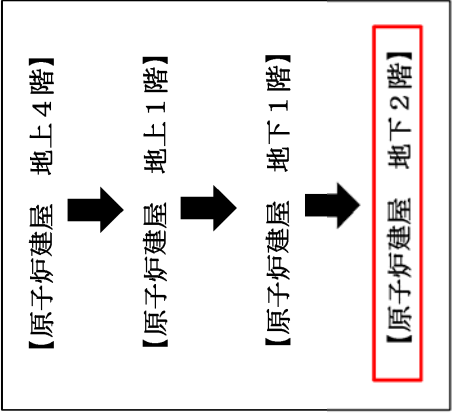 【原子炉建屋　地上４階】
【原子炉建屋　地上１階】
【原子炉建屋　地下１階】
【原子炉建屋　地下２階】